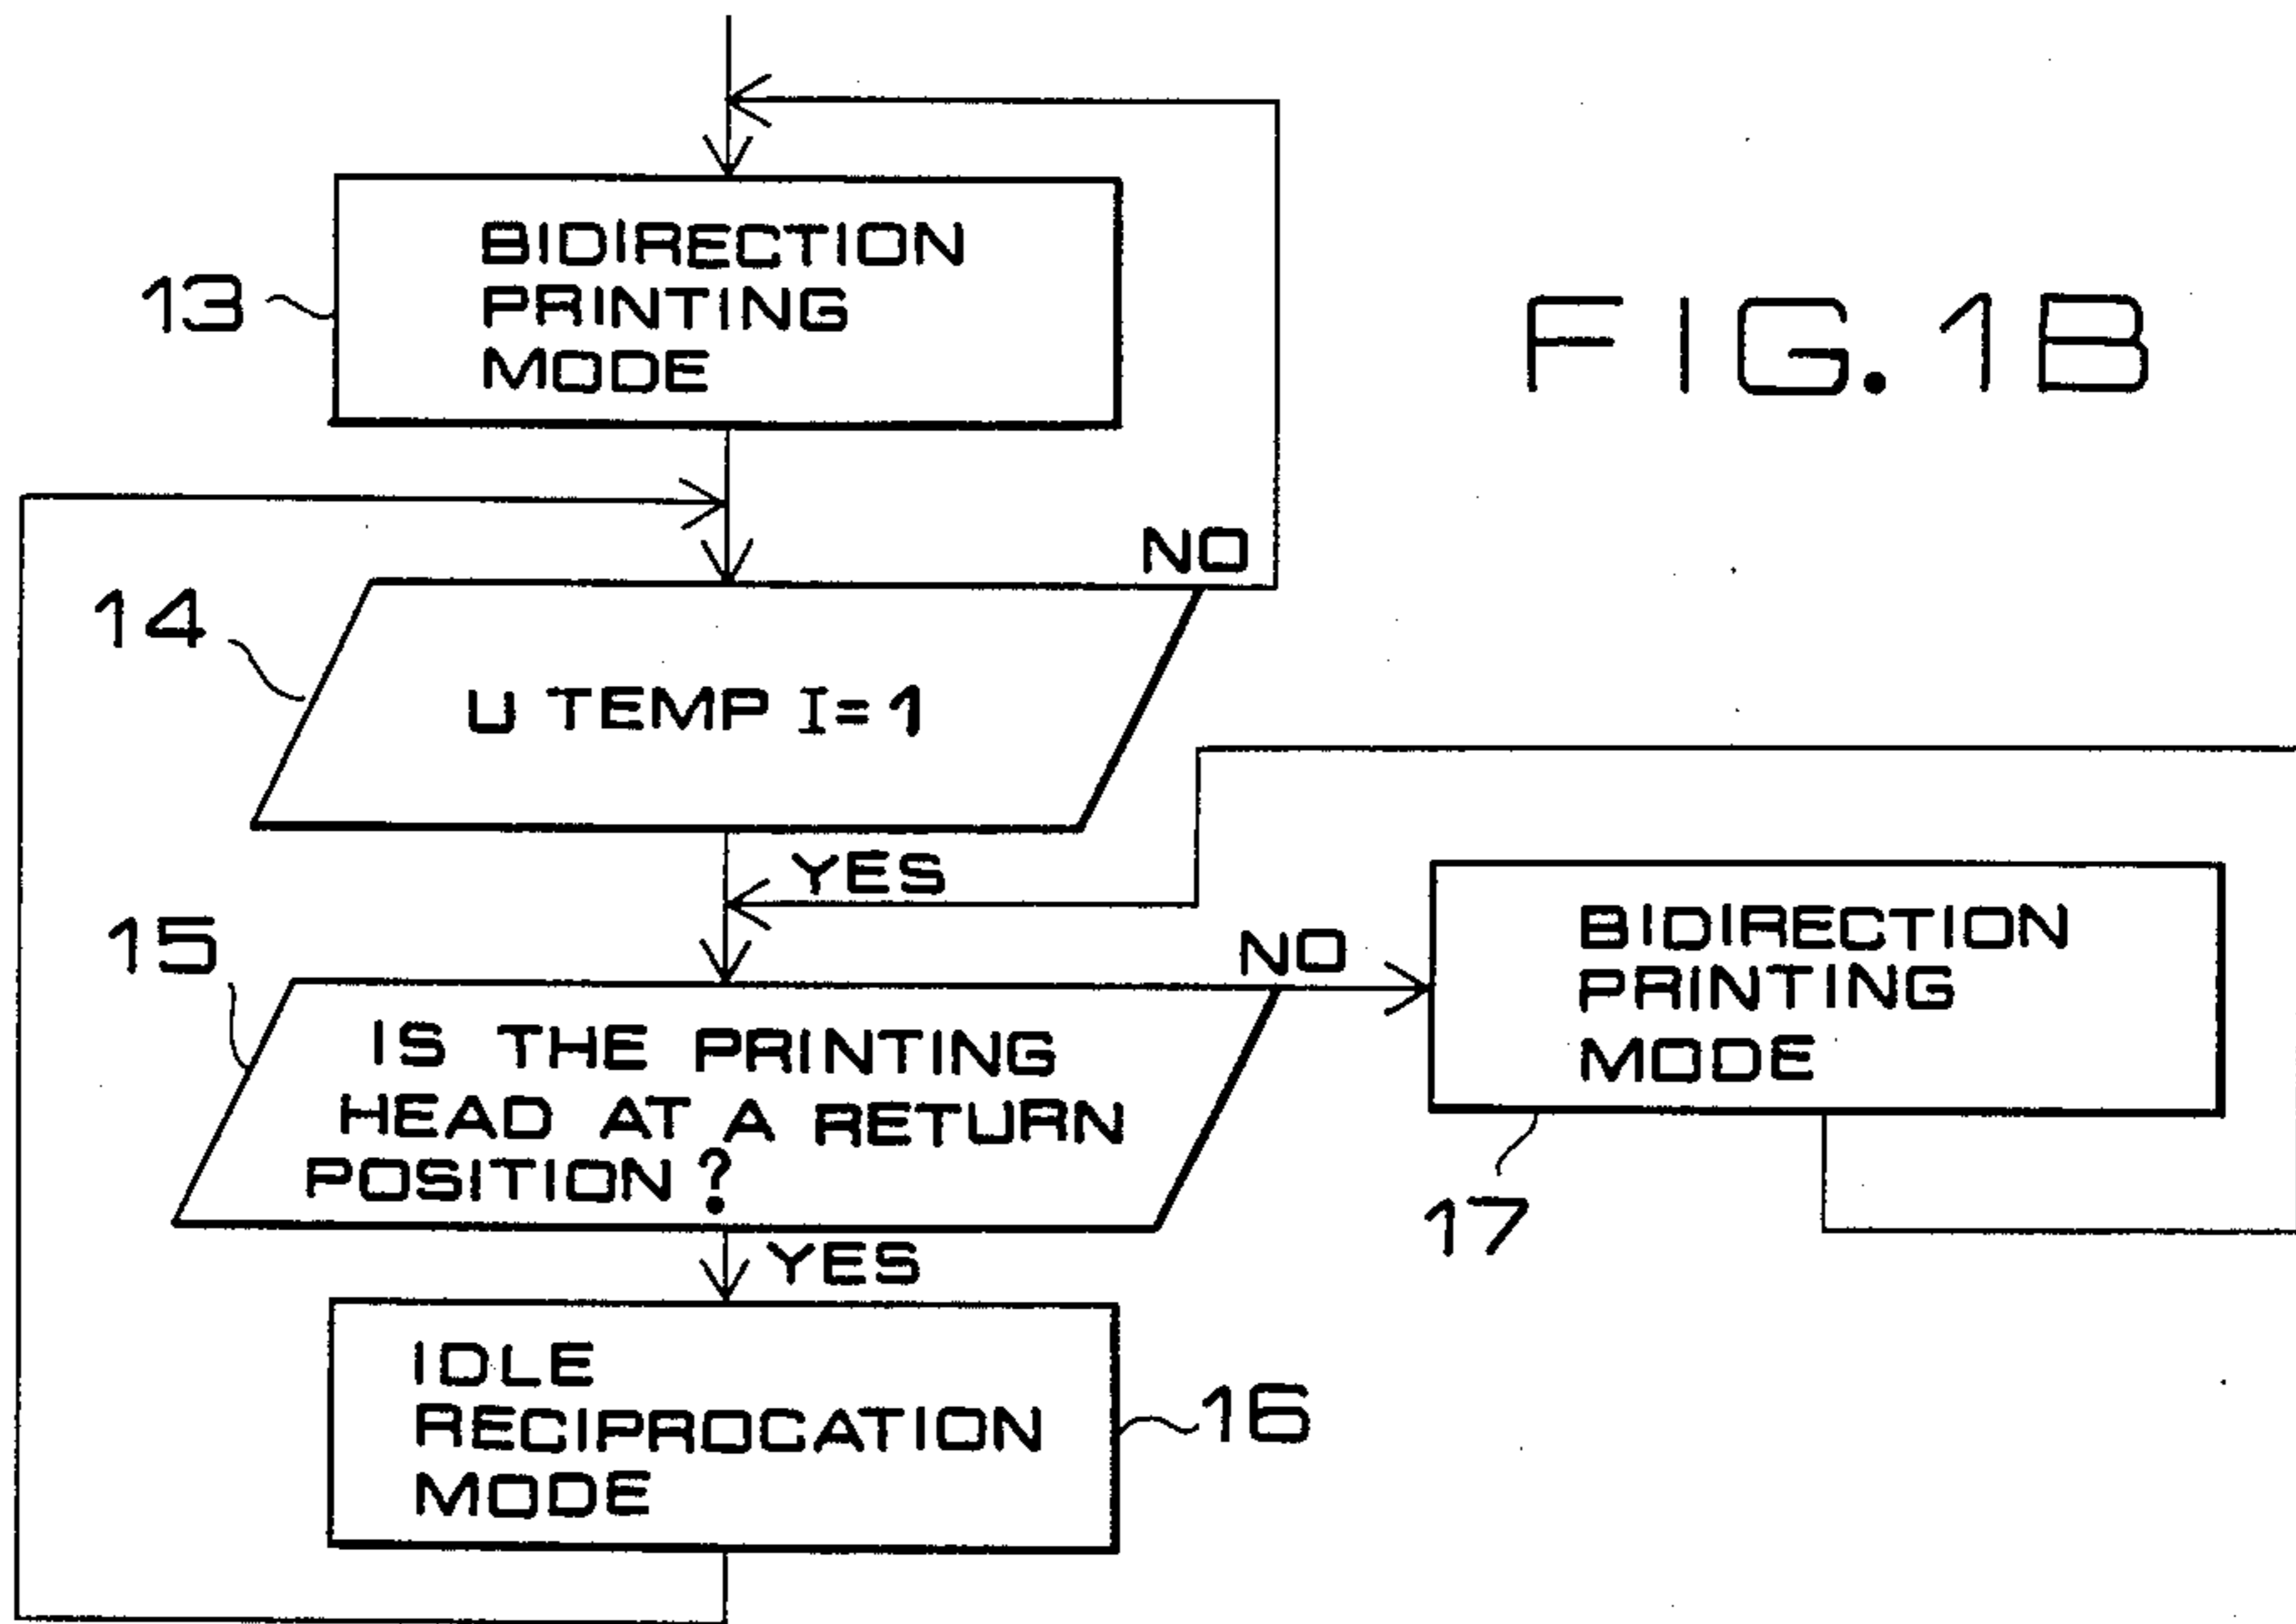 BIDIRECTION
PRINTING
MODE
13
FIG. 1B
NO
14
U TEMP I=1
YES
15
NO
BIDIRECTION
PRINTING
MODE
IS THE PRINTING
HEAD AT A RETURN
POSITION?
17
YES
IDLE
RECIPROCATION
MODE
16